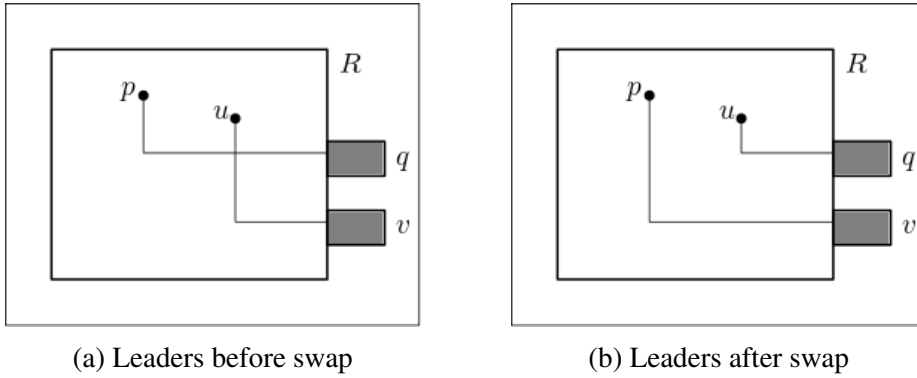 R
p
u
q
v
(a) Leaders before swap
R
p
u
q
v
(b) Leaders after swap